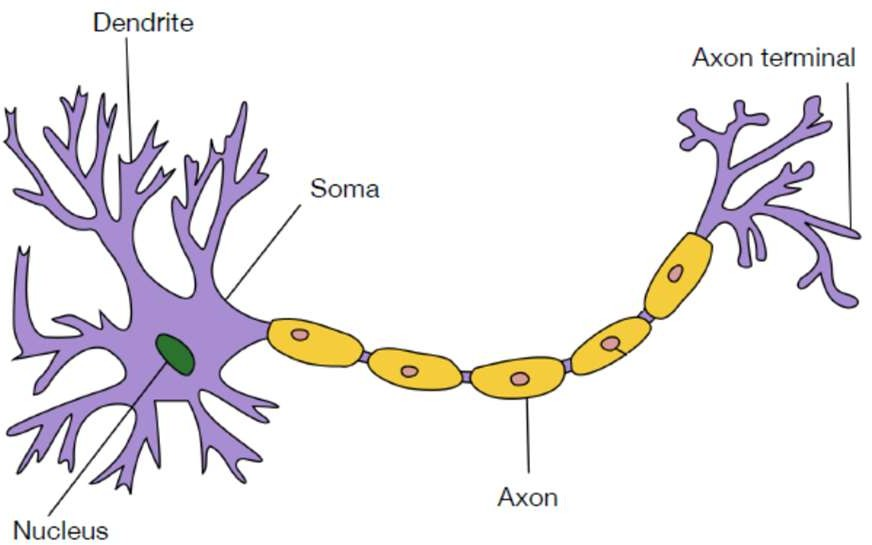 Dendrite
Axon terminal
Soma
Axon
Nucleus